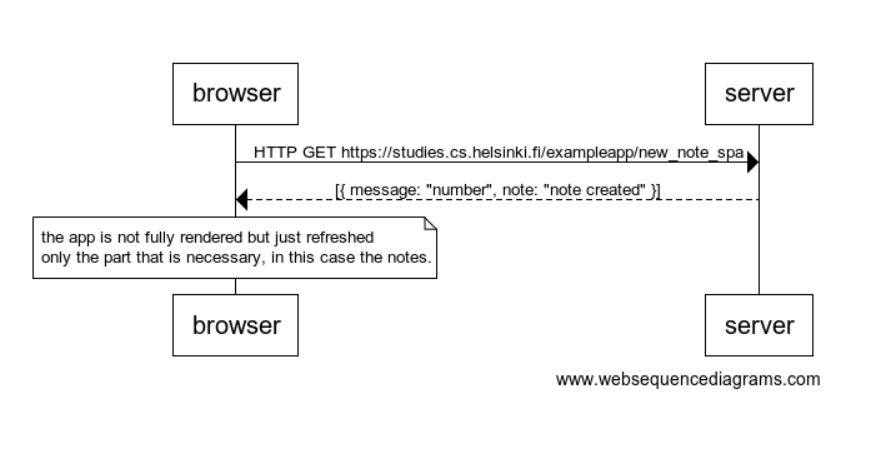 browser
server
HTTP GET https://studies.cs.helsinki.fi/exampleapp/new_note_spa
[{ message: "number", note: "note created" }]
the app is not fully rendered but just refreshed
only the part that is necessary, in this case the notes.
browser
server
www.websequencediagrams.com